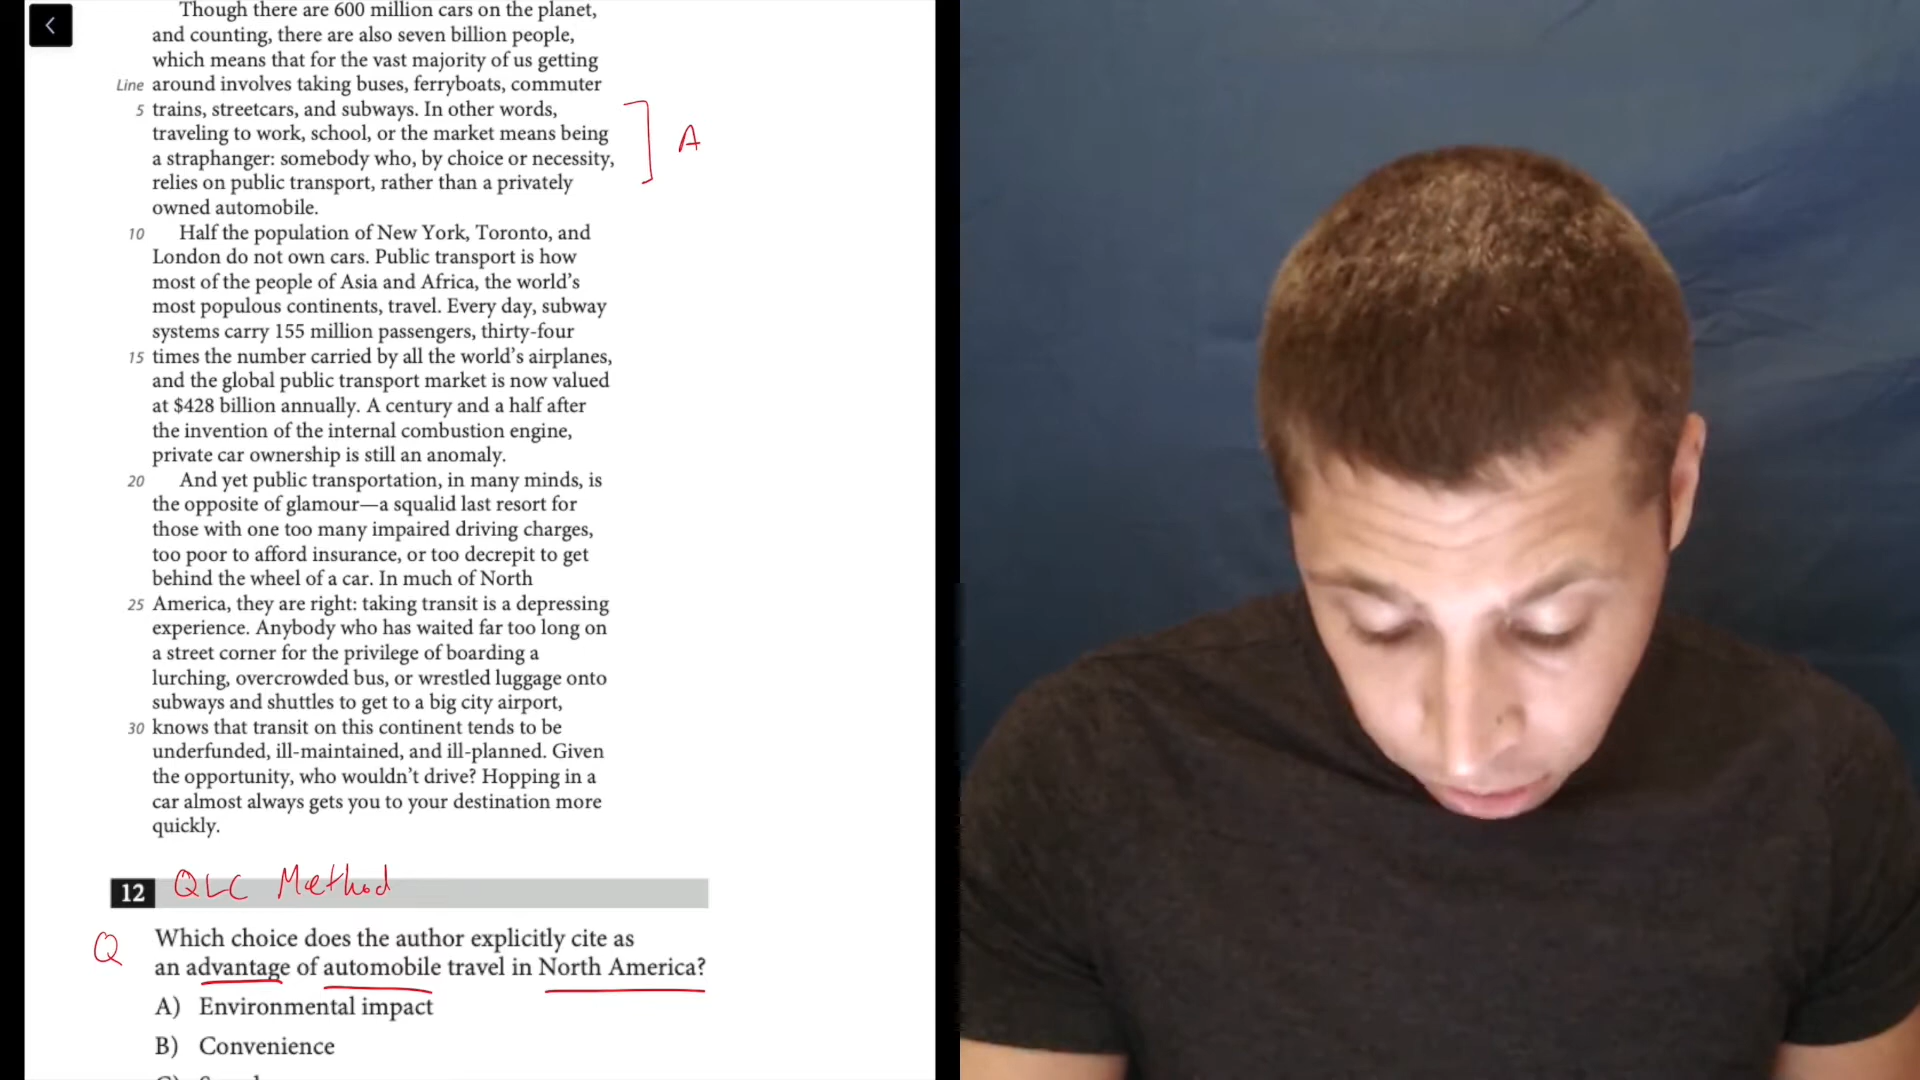 Though there are 600 million cars on the planet,
and counting, there are also seven billion people,
which means that for the vast majority of us getting
Line around involves taking buses, ferryboats, commuter
5 trains, streetcars, and subways. In other words,
traveling to work, school, or the market means being
a straphanger: somebody who, by choice or necessity,
relies on public transport, rather than a privately
owned automobile.
A
10 Half the population of New York, Toronto, and
London do not own cars. Public transport is how
most of the people of Asia and Africa, the world's
most populous continents, travel. Every day, subway
systems carry 155 million passengers, thirty-four
15 times the number carried by all the world's airplanes,
and the global public transport market is now valued
at $428 billion annually. A century and a half after
the invention of the internal combustion engine,
private car ownership is still an anomaly.
20 And yet public transportation, in many minds, is
the opposite of glamour—a squalid last resort for
those with one too many impaired driving charges,
too poor to afford insurance, or too decrepit to get
behind the wheel of a car. In much of North
25 America, they are right: taking transit is a depressing
experience. Anybody who has waited far too long on
a street corner for the privilege of boarding a
lurching, overcrowded bus, or wrestled luggage onto
subways and shuttles to get to a big city airport,
30 knows that transit on this continent tends to be
underfunded, ill-maintained, and ill-planned. Given
the opportunity, who wouldn't drive? Hopping in a
car almost always gets you to your destination more
quickly.
12 QLC Method
Q Which choice does the author explicitly cite as
an advantage of automobile travel in North America?
A) Environmental impact
B) Convenience